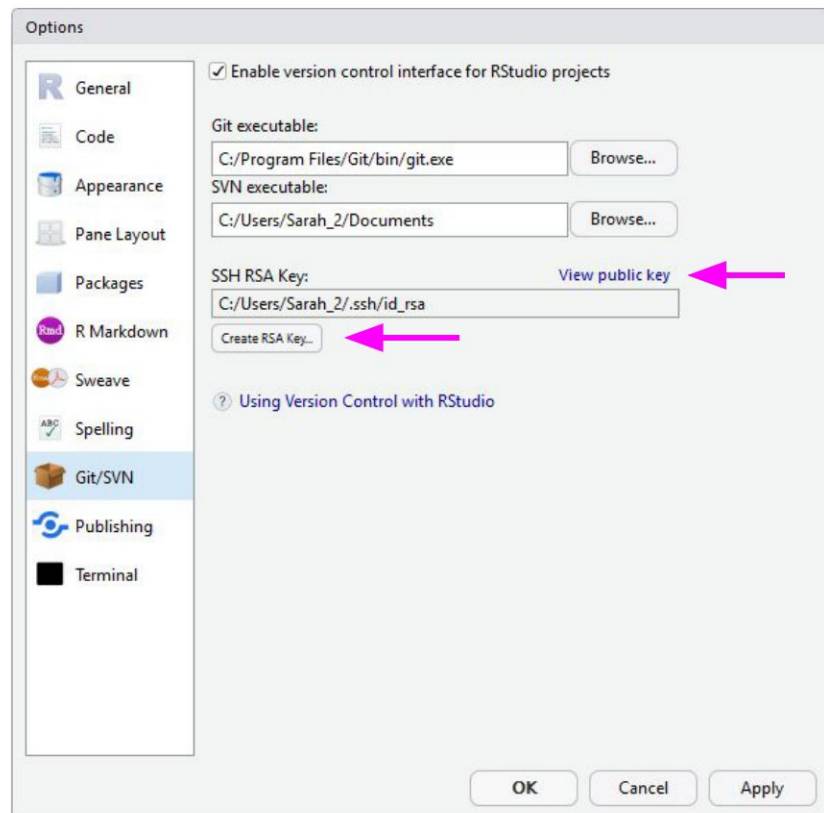 Options
General
Code
Appearance
Pane Layout
Packages
Rmd R Markdown
Sweave
ABC Spelling
Git/SVN
Publishing
Terminal
Enable version control interface for RStudio projects
Git executable:
C:/Program Files/Git/bin/git.exe Browse...
SVN executable:
C:/Users/Sarah_2/Documents Browse...
SSH RSA Key: View public key
C:/Users/Sarah_2/.ssh/id_rsa
Create RSA Key...
? Using Version Control with RStudio
OK Cancel Apply